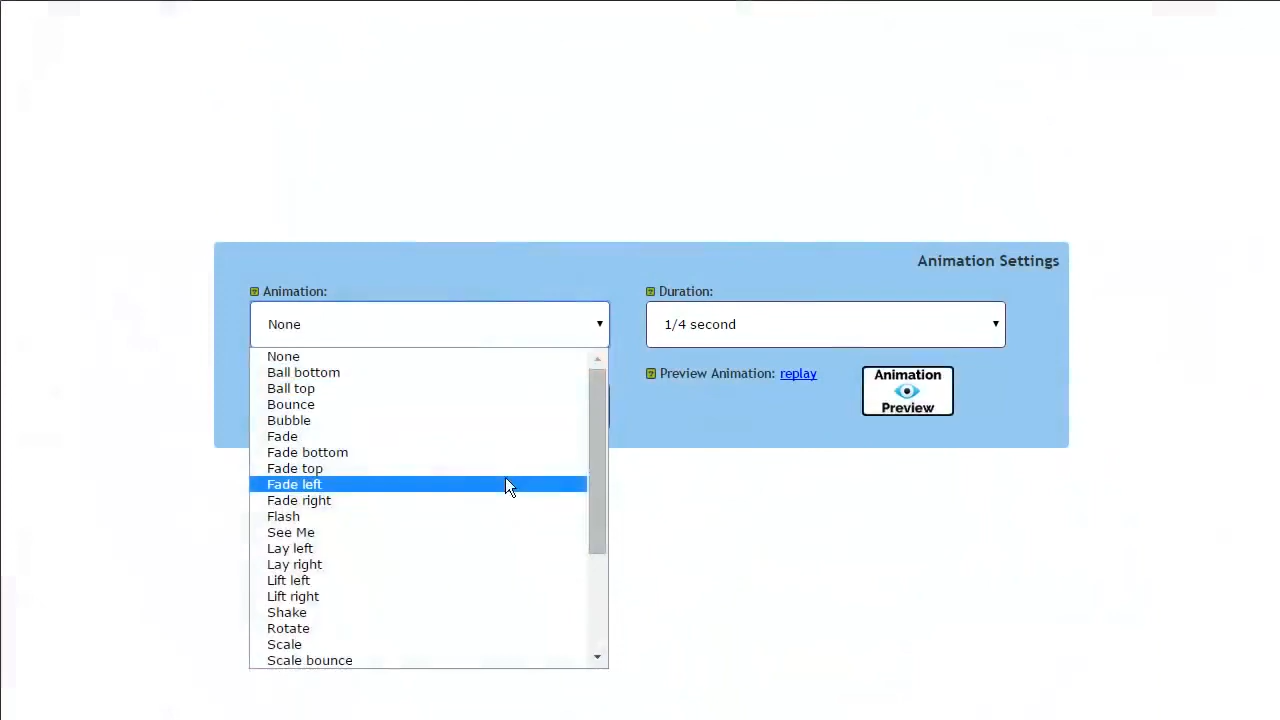 Animation Settings
Animation:
Duration:
None
1/4 second
Preview Animation: replay
Animation
Preview
None
Ball bottom
Ball top
Bounce
Bubble
Fade
Fade bottom
Fade top
Fade left
Fade right
Flash
See Me
Lay left
Lay right
Lift left
Lift right
Shake
Rotate
Scale
Scale bounce